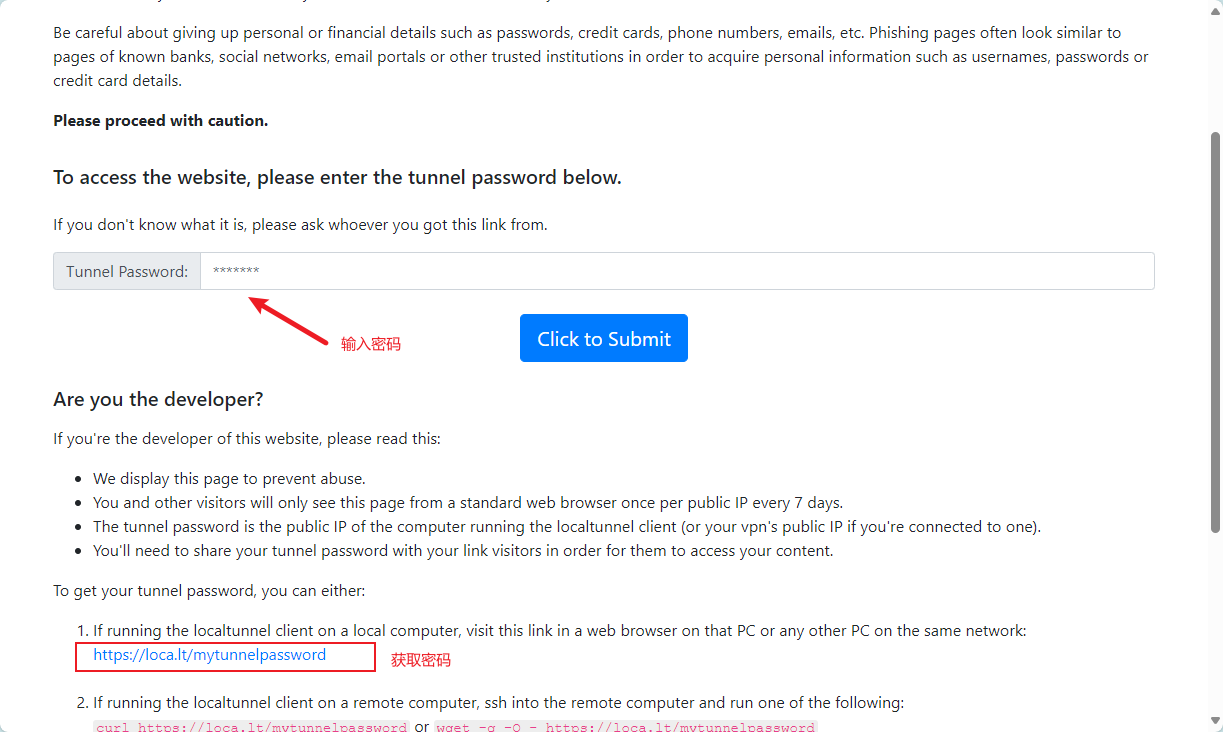 Be careful about giving up personal or financial details such as passwords, credit cards, phone numbers, emails, etc. Phishing pages often look similar to
pages of known banks, social networks, email portals or other trusted institutions in order to acquire personal information such as usernames, passwords or
credit card details.
Please proceed with caution.
To access the website, please enter the tunnel password below.
If you don't know what it is, please ask whoever you got this link from.
Tunnel Password: *******
输入密码
Click to Submit
Are you the developer?
If you're the developer of this website, please read this:
• We display this page to prevent abuse.
• You and other visitors will only see this page from a standard web browser once per public IP every 7 days.
• The tunnel password is the public IP of the computer running the localtunnel client (or your vpn's public IP if you're connected to one).
• You'll need to share your tunnel password with your link visitors in order for them to access your content.
To get your tunnel password, you can either:
1. If running the localtunnel client on a local computer, visit this link in a web browser on that PC or any other PC on the same network:
https://loca.lt/mytunnelpassword
获取密码
2. If running the localtunnel client on a remote computer, ssh into the remote computer and run one of the following:
curl https://loca.lt/mytunnelpassword or wget -q -O - https://loca.lt/mytunnelpassword